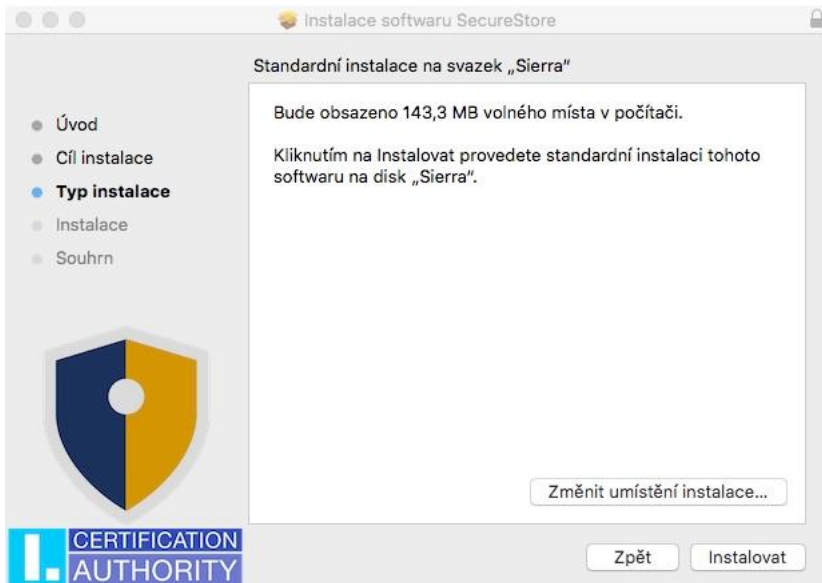 Instalace softwaru SecureStore
Standardní instalace na svazek „Sierra“
Úvod
Cíl instalace
Typ instalace
Instalace
Souhrn
Bude obsazeno 143,3 MB volného místa v počítači.
Kliknutím na Instalovat provedete standardní instalaci tohoto
softwaru na disk „Sierra“.
Změnit umístění instalace...
I.
CERTIFICATION
AUTHORITY
Zpět
Instalovat